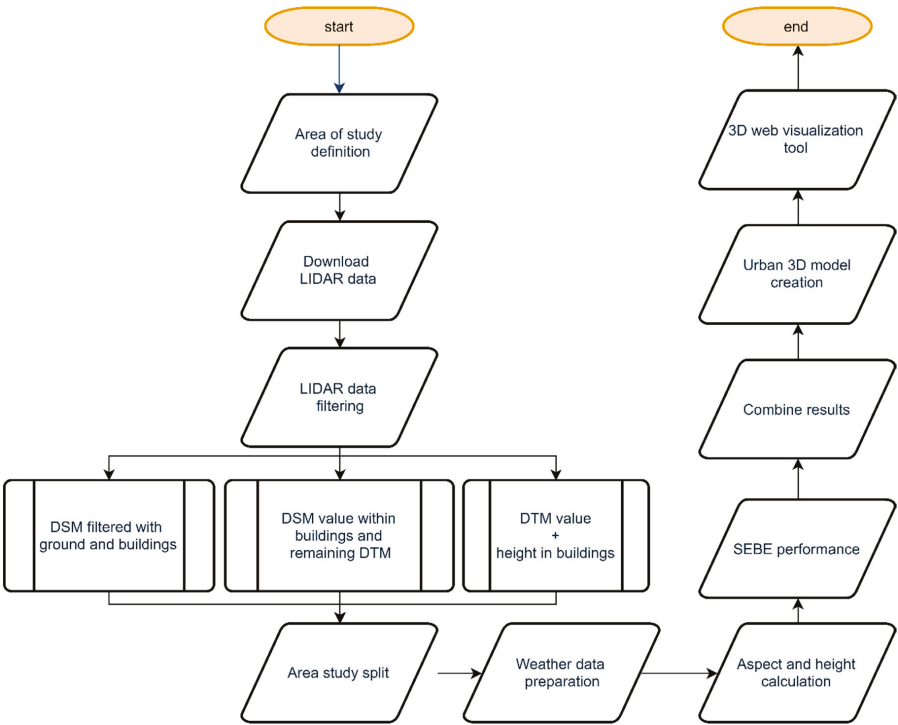 start
Area of study
definition
Download
LIDAR data
LIDAR data
filtering
DSM filtered with
ground and buildings
DSM value within
buildings and
remaining DTM
DTM value
+
height in buildings
Area study split
Weather data
preparation
Aspect and height
calculation
SEBE performance
Combine results
Urban 3D model
creation
3D web visualization
tool
end